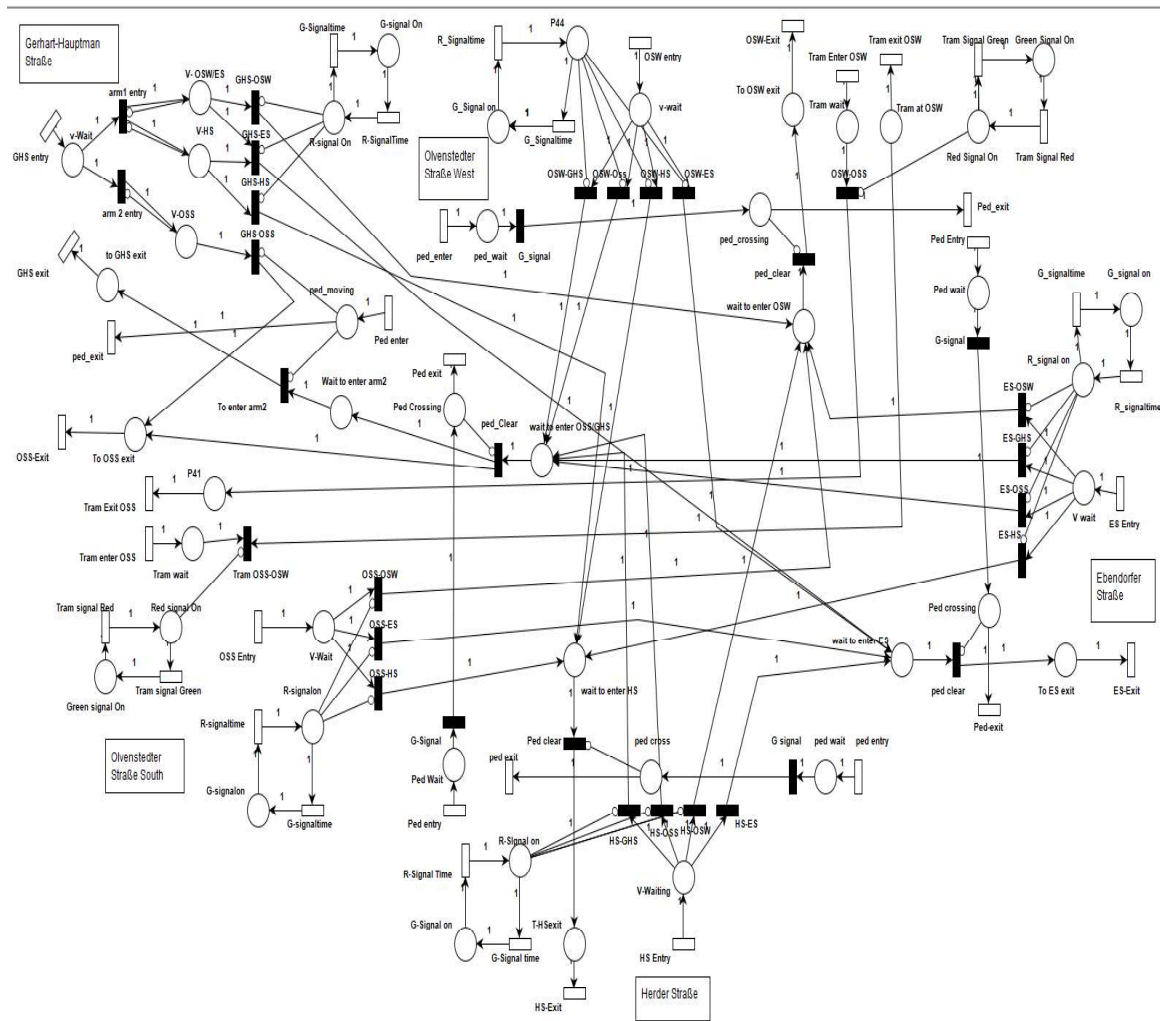 Gerhart-Hauptman
Straße
G-Signaltime
G-signal On
V- OSW/ES
GHS-OSW
arm1 entry
v-Wait
GHS entry
V-HS
GHS-ES
R-signal On
R-SignalTime
GHS-HS
arm 2 entry
V-OSS
GHS-OSS
to GHS exit
GHS exit
ped_moving
Ped enter
ped_exit
To enter arm2
Wait to enter arm2
OSS-Exit
To OSS exit
P44
R_Signaltime
G_Signal on
G_Signaltime
OSW entry
v-wait
Olvenstedter
Straße West
OSW-GHS
OSW-Oss
OSW-HS
OSW-ES
ped_enter
ped_wait
G_signal
ped_crossing
Ped_exit
ped_clear
wait to enter OSW
OSW-Exit
To OSW exit
Tram Enter OSW
Tram wait
Tram exit OSW
Tram at OSW
OSW-OSS
Tram Signal Green
Green Signal On
Red Signal On
Tram Signal Red
Ped Entry
Ped wait
G-signal
G_signaltime
G_signal on
R_signal on
R_signaltime
ES-OSW
ES-GHS
ES-OSS
ES-HS
V wait
ES Entry
Ebendorfer
Straße
Ped exit
Ped Crossing
ped_Clear
wait to enter OSS/GHS
P41
Tram Exit OSS
Tram enter OSS
Tram wait
Tram OSS-OSW
Tram signal Red
Red signal On
Green signal On
Tram signal Green
OSS Entry
V-Wait
OSS-OSW
OSS-ES
OSS-HS
R-signalon
R-signaltime
G-signalon
G-signaltime
Olvenstedter
Straße South
wait to enter HS
wait to enter ES
Ped crossing
ped clear
To ES exit
ES-Exit
Ped-exit
G-Signal
Ped Wait
Ped entry
Ped clear
ped exit
ped cross
G signal
ped wait
ped entry
HS-GHS
HS-OSS
HS-OSW
HS-ES
R-Signal on
R-Signal Time
G-Signal on
G-Signal time
V-Waiting
HS Entry
T-HSexit
HS-Exit
Herder Straße